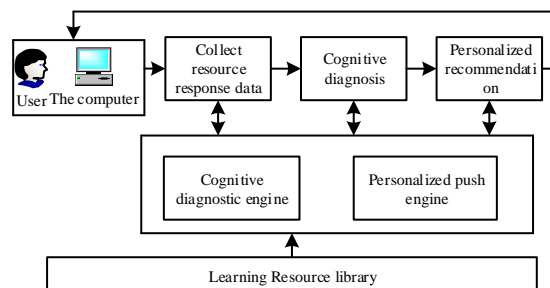 User The computer
Collect
resource
response data
Cognitive
diagnosis
Personalized
recommendati
on
Cognitive
diagnostic engine
Personalized push
engine
Learning Resource library